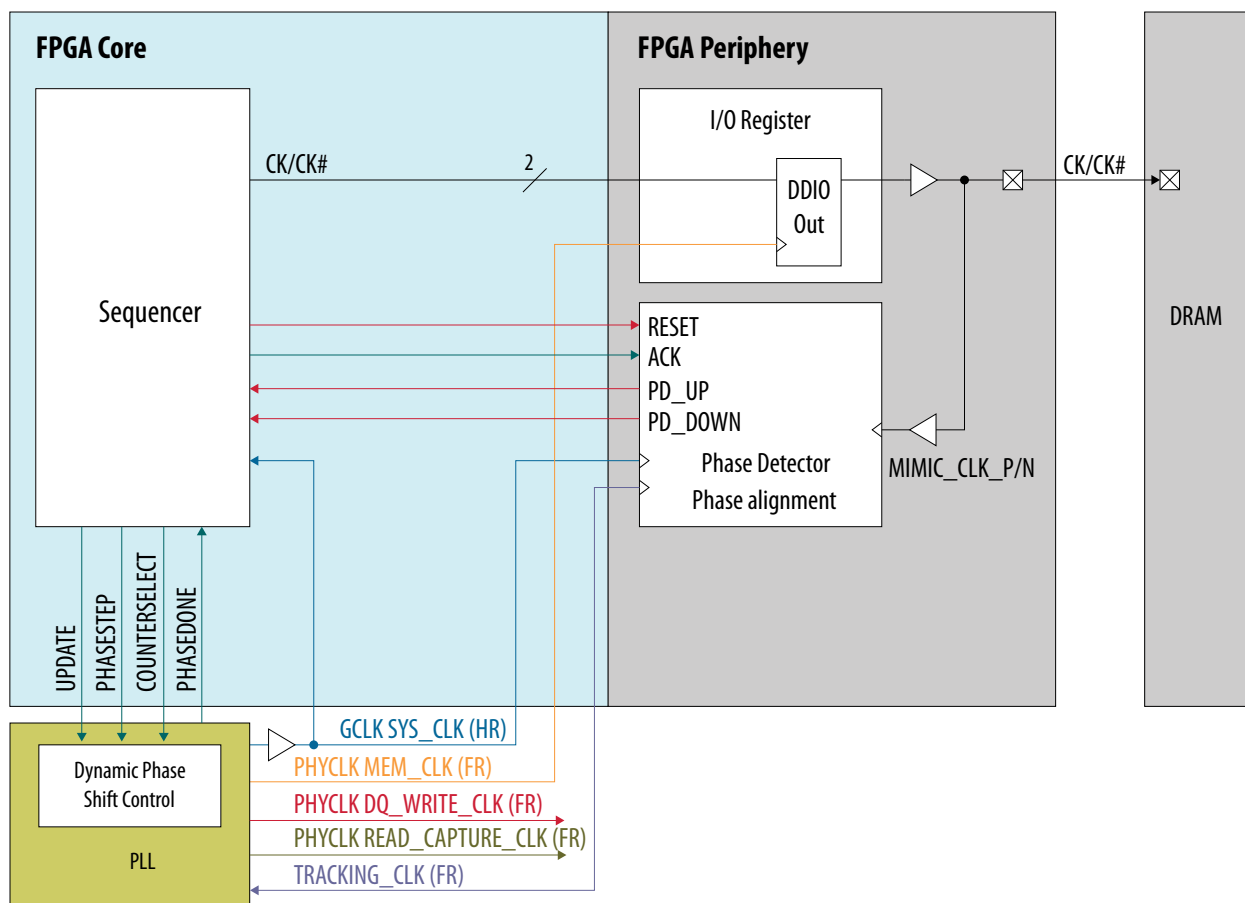 FPGA Core
FPGA Periphery
I/O Register
CK/CK#
2
DDIO
Out
CK/CK#
Sequencer
RESET
ACK
PD_UP
PD_DOWN
Phase Detector
Phase alignment
MIMIC_CLK_P/N
DRAM
UPDATE
PHASESTEP
COUNTERSELECT
PHASEDONE
GCLK SYS_CLK (HR)
Dynamic Phase
Shift Control
PLL
PHYCLK MEM_CLK (FR)
PHYCLK DQ_WRITE_CLK (FR)
PHYCLK READ_CAPTURE_CLK (FR)
TRACKING_CLK (FR)